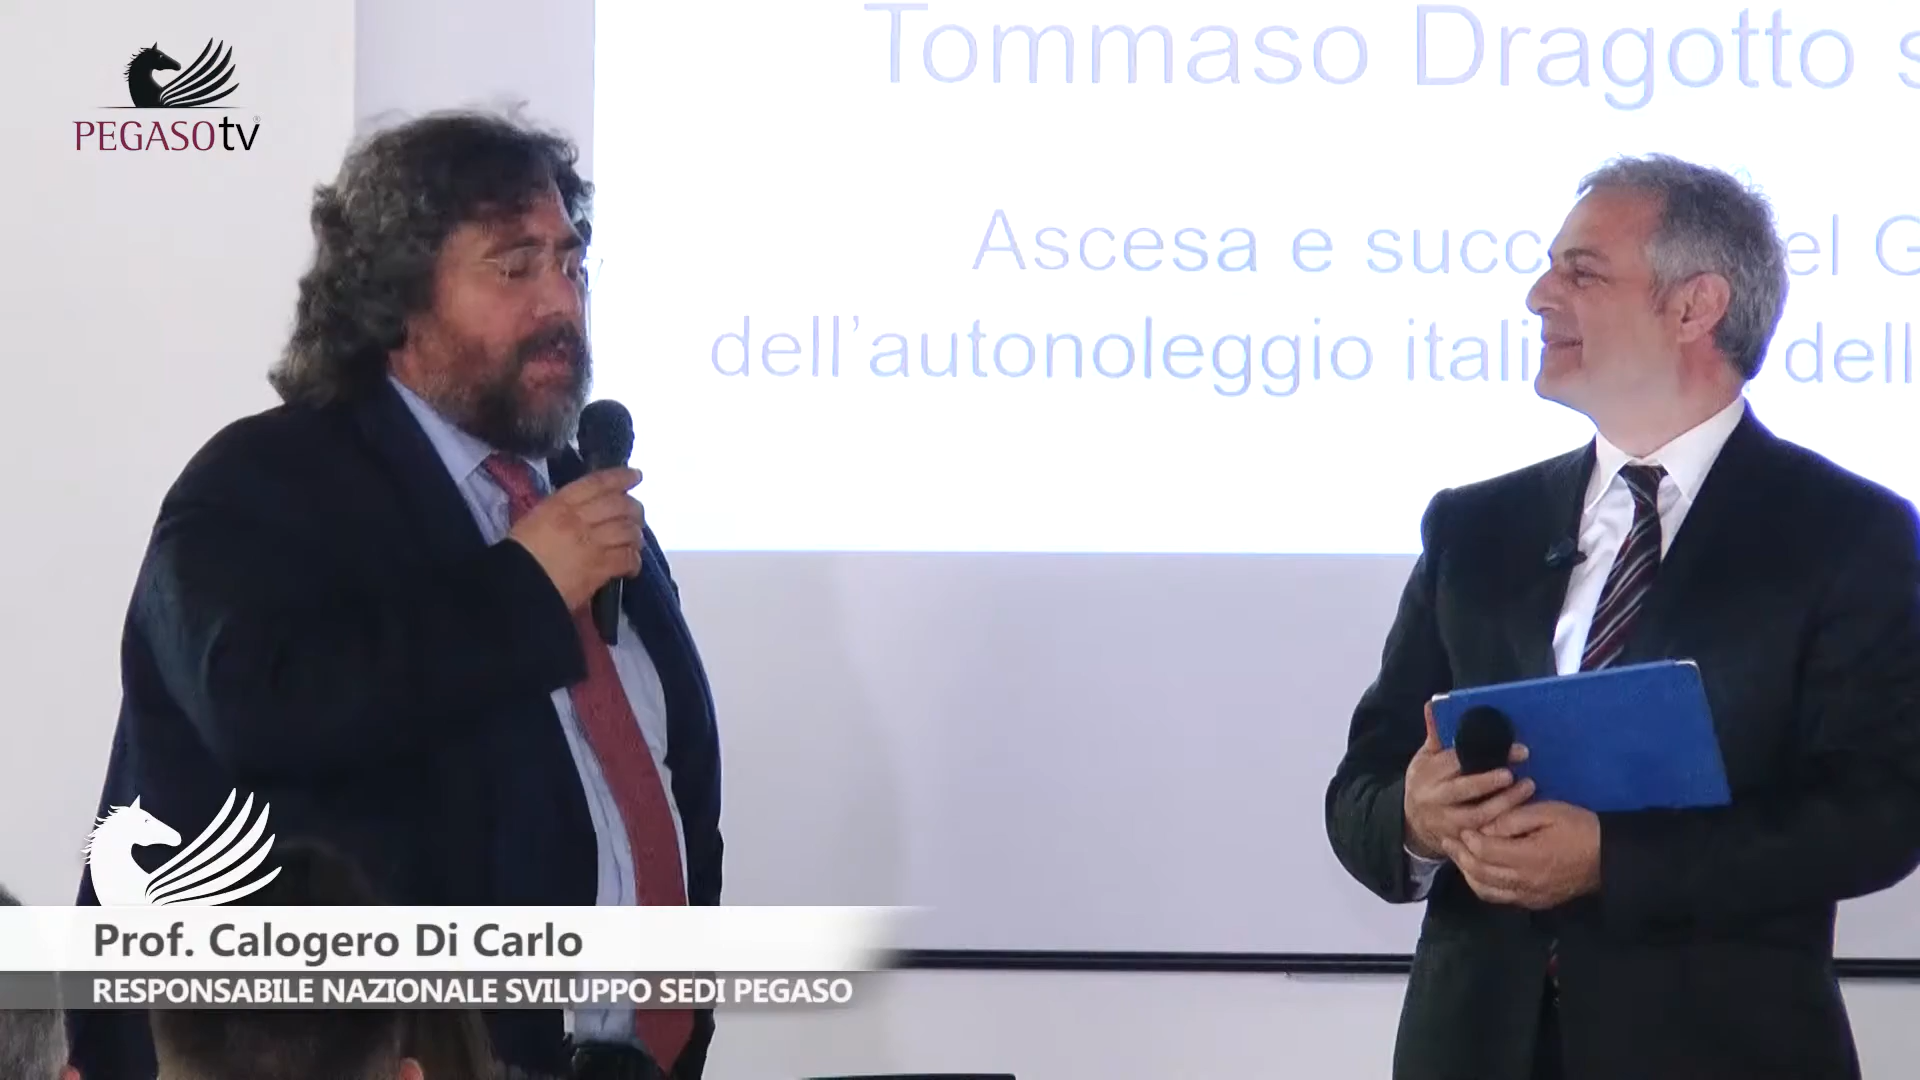 PEGASOtv
Tommaso Dragotto s
Ascesa e succ el G
dell'autonoleggio itali dell
Prof. Calogero Di Carlo
RESPONSABILE NAZIONALE SVILUPPO SEDI PEGASO